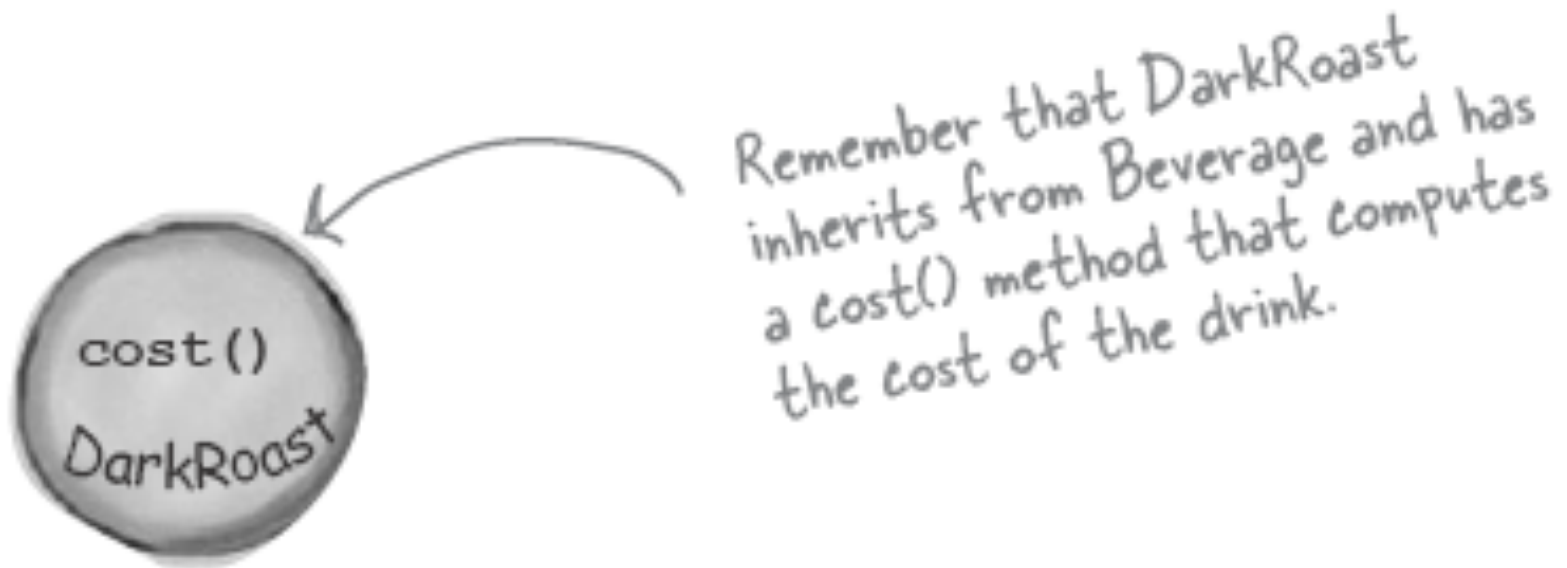 Remember that DarkRoast
inherits from Beverage and has
a cost() method that computes
the cost of the drink.
cost()
DarkRoast